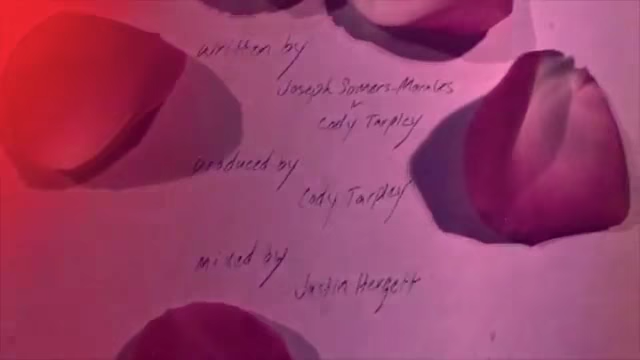 written by
Joseph Somers-Morales
&
Cody Tarpley
produced by
Cody Tarpley
mixed by
Justin Hergett